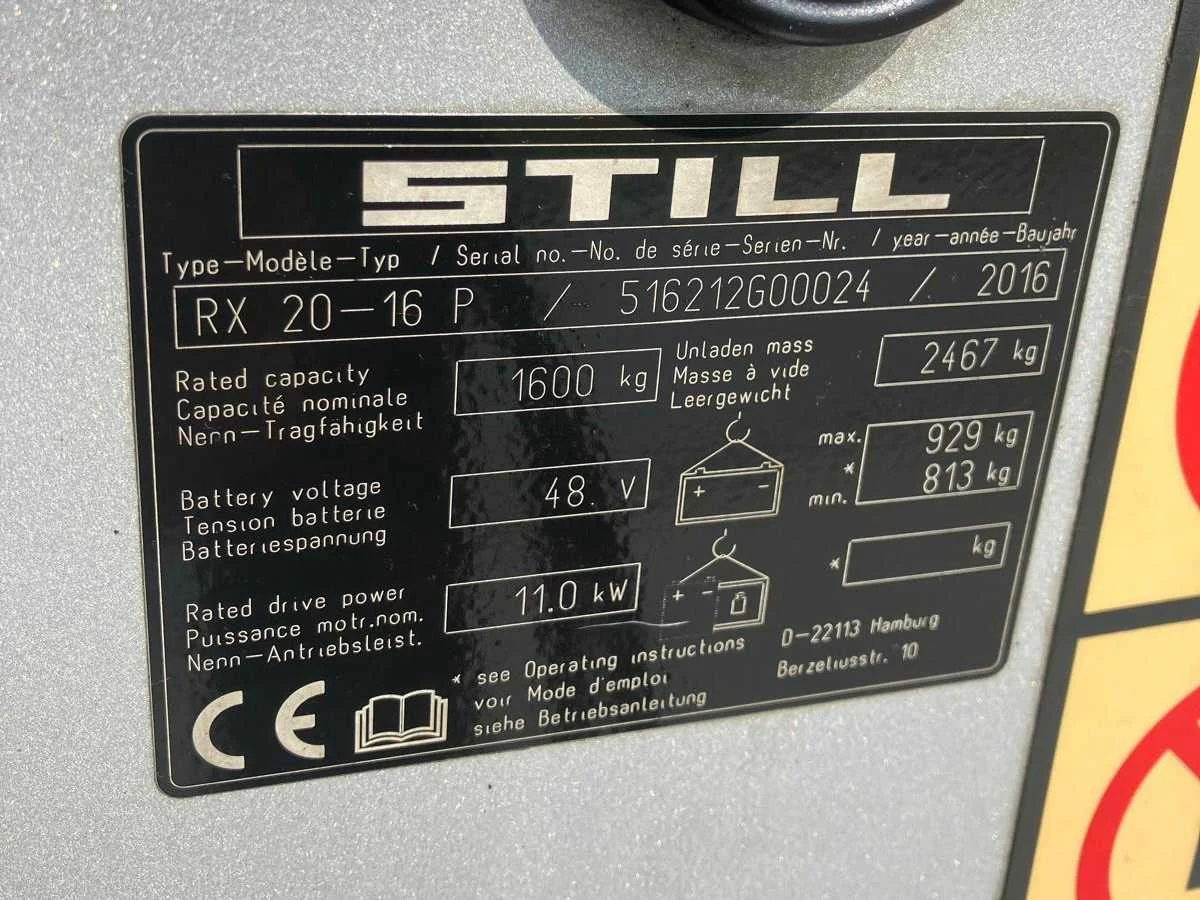 STILL
Type-Modèle-Typ / Serial no.-No. de série-Serien-Nr. / year-année-Baujahr
RX 20-16 P / 516212G00024 / 2016
Rated capacity
Capacité nominale
Nenn-Tragfähigkeit
1600 kg
Unladen mass
Masse à vide
Leergewicht
2467 kg
Battery voltage
Tension batterie
Batteriespannung
48. V
+ -
max.
*
min.
929 kg
813 kg
Rated drive power
Puissance motr.nom.
Nenn-Antriebsleist.
11.0 kW
+ -
* kg
CE
* see Operating instructions
voir Mode d'emploi
siehe Betriebsanleitung
D-22113 Hamburg
Berzeliusstr. 10